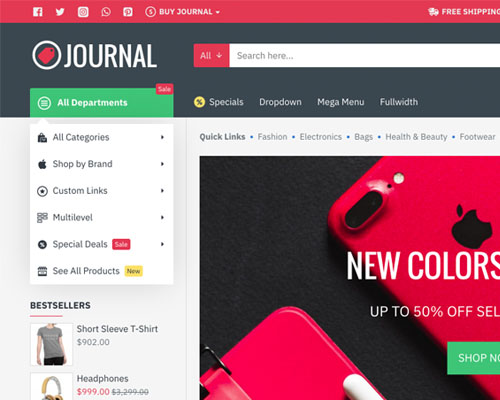 BUY JOURNAL
FREE SHIPPING
JOURNAL
All
Search here...
Sale
All Departments
Specials
Dropdown
Mega Menu
Fullwidth
All Categories
Shop by Brand
Custom Links
Multilevel
Special Deals Sale
See All Products New
Quick Links • Fashion • Electronics • Bags • Health & Beauty • Footwear
NEW COLORS
UP TO 50% OFF SEL
SHOP NO
BESTSELLERS
Short Sleeve T-Shirt
$902.00
Headphones
$999.00 $3,299.00